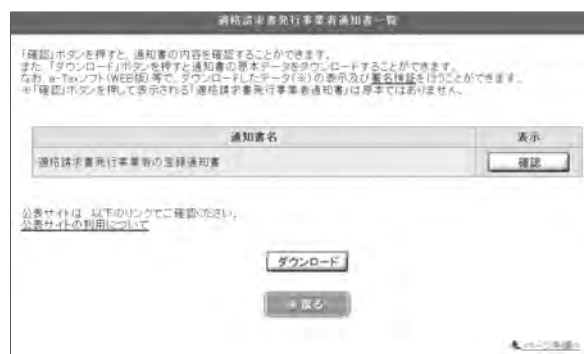 適格請求書発行事業者通知書一覧
「確認」ボタンを押すと、通知書の内容を確認することができます。
また、「ダウンロード」ボタンを押すと通知書の原本データをダウンロードすることができます。
なお、e-Taxソフト(WEB版)等で、ダウンロードしたデータ(※)の表示及び署名検証を行うことができます。
※「確認」ボタンを押して表示される「適格請求書発行事業者通知書」は原本ではありません。
通知書名 表示
適格請求書発行事業者の登録通知書 確認
公表サイトは、以下のリンクでご確認ください。
公表サイトの利用について
ダウンロード
戻る